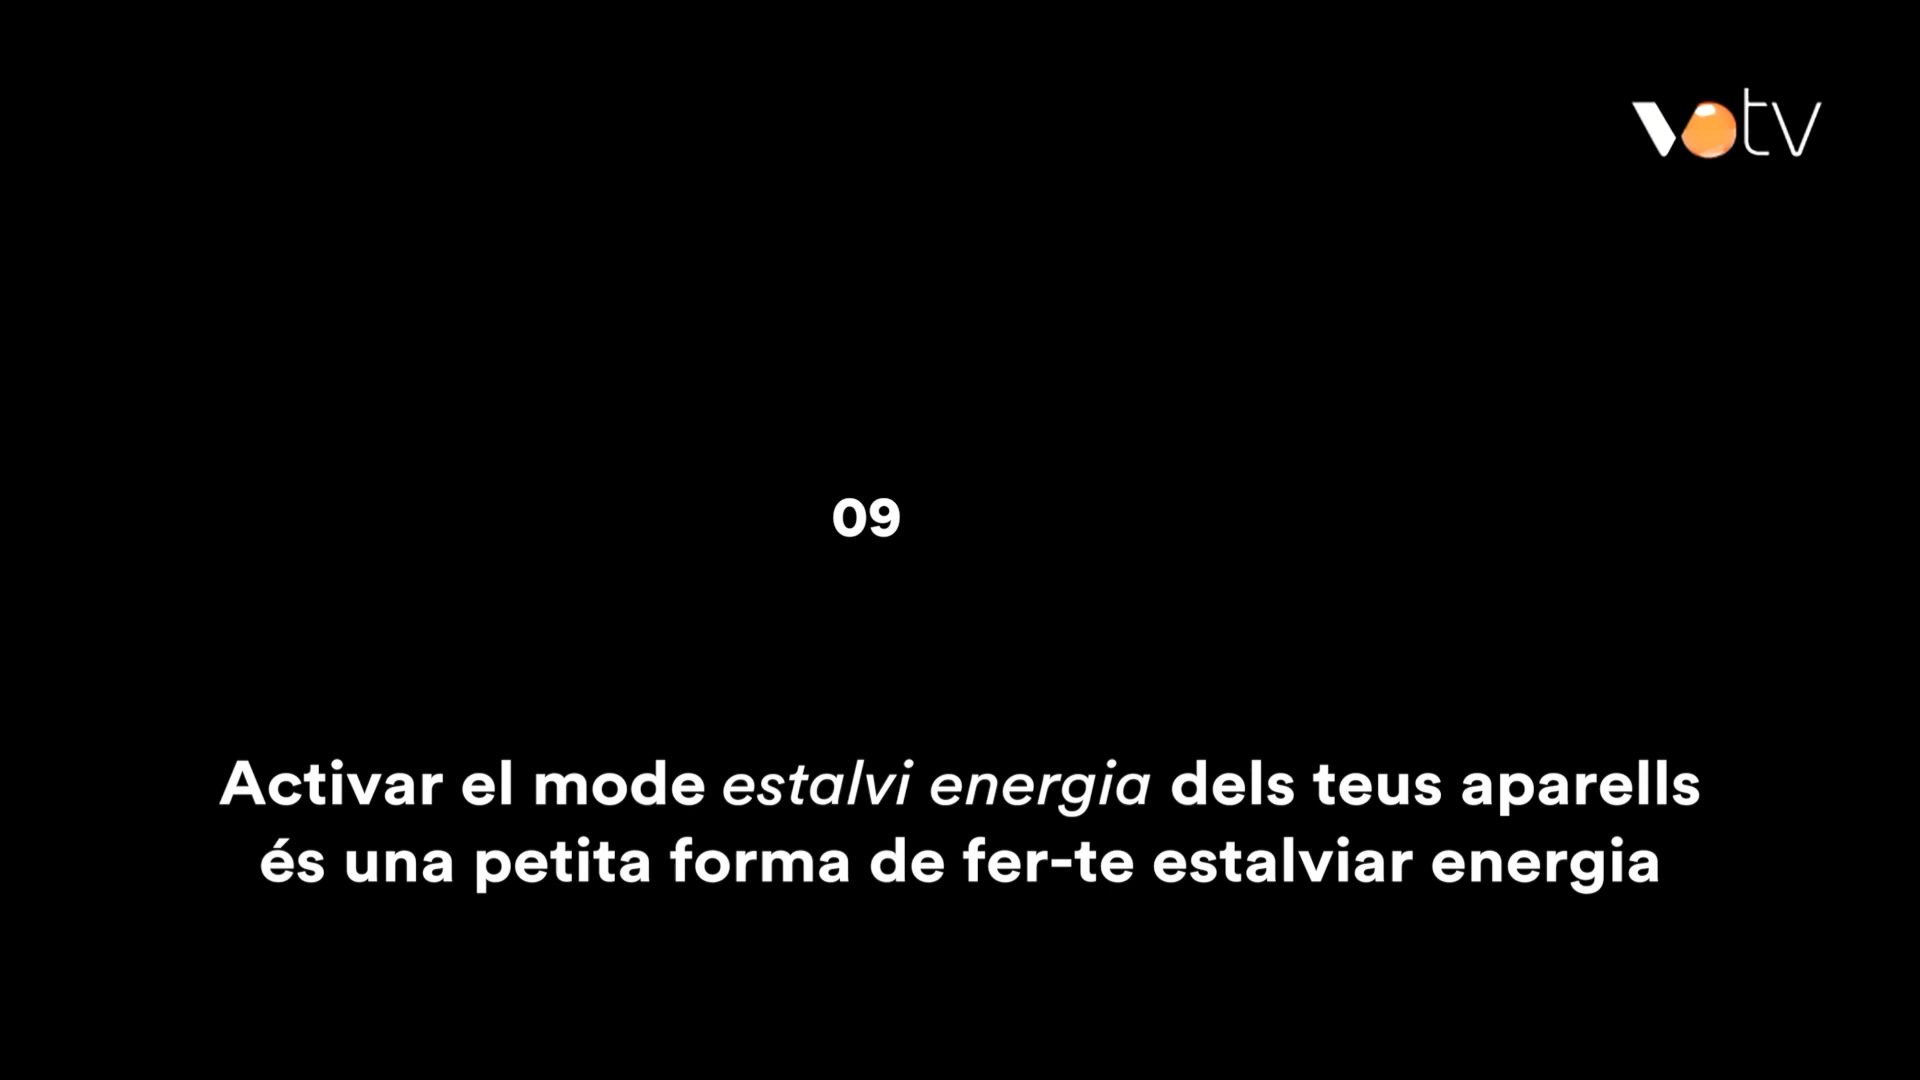 votv
09
Activar el mode estalvi energia dels teus aparells
és una petita forma de fer-te estalviar energia